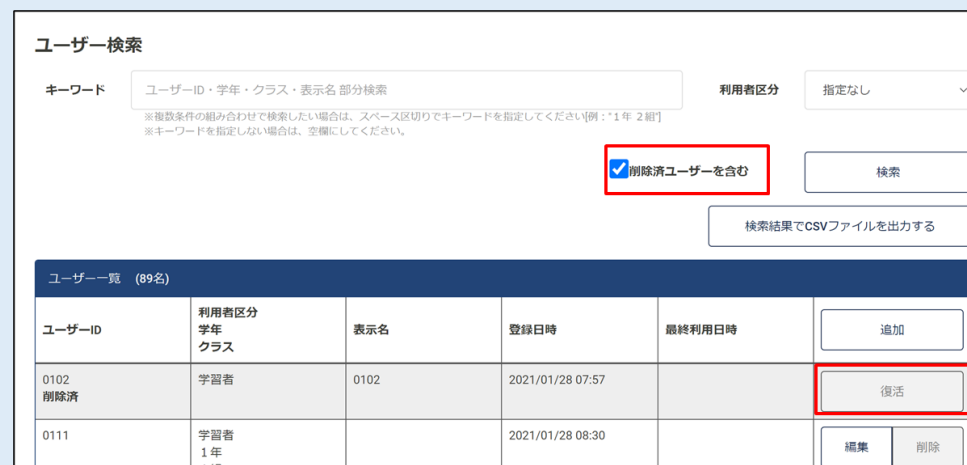 ユーザー検索
キーワード
ユーザーID・学年・クラス・表示名 部分検索
利用者区分
指定なし
※複数条件の組み合わせで検索したい場合は、スペース区切りでキーワードを指定してください[例："1 年 2 組"]
※キーワードを指定しない場合は、空欄にしてください。
削除済ユーザーを含む
検索
検索結果でCSVファイルを出力する
ユーザー一覧 (89名)
ユーザーID
利用者区分
学年
クラス
表示名
登録日時
最終利用日時
追加
0102
削除済
学習者
0102
2021/01/28 07:57
復活
0111
学習者
1 年
2021/01/28 08:30
編集
削除